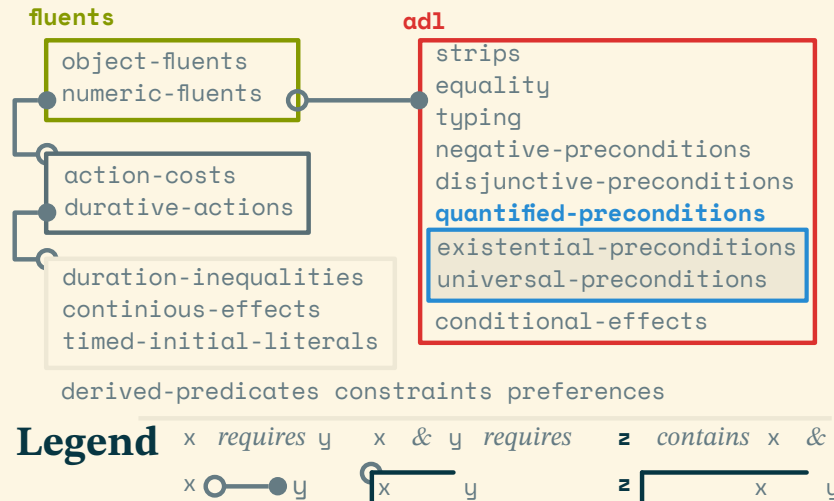 fluents
object-fluents
numeric-fluents
action-costs
durative-actions
duration-inequalities
continious-effects
timed-initial-literals
adl
strips
equality
typing
negative-preconditions
disjunctive-preconditions
quantified-preconditions
existential-preconditions
universal-preconditions
conditional-effects
derived-predicates constraints preferences
Legend x requires y x & y requires z contains x &
x y x y z x y